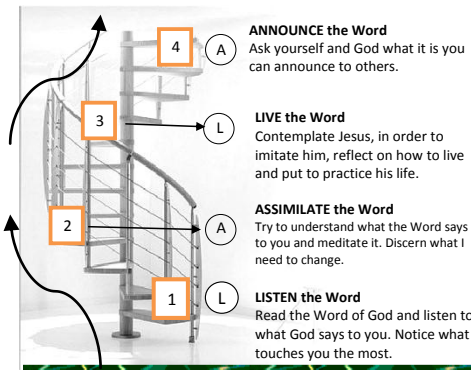 4 A
ANNOUNCE the Word
Ask yourself and God what it is you
can announce to others.
3 L
LIVE the Word
Contemplate Jesus, in order to
imitate him, reflect on how to live
and put to practice his life.
2 A
ASSIMILATE the Word
Try to understand what the Word says
to you and meditate it. Discern what I
need to change.
1 L
LISTEN the Word
Read the Word of God and listen to
what God says to you. Notice what
touches you the most.